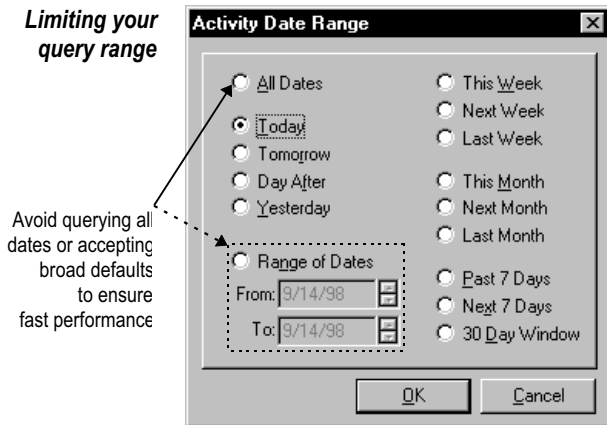 Limiting your
query range
Avoid querying all
dates or accepting
broad defaults
to ensure
fast performance
Activity Date Range
All Dates
Today
Tomorrow
Day After
Yesterday
Range of Dates
From: 9/14/98
To: 9/14/98
This Week
Next Week
Last Week
This Month
Next Month
Last Month
Past 7 Days
Next 7 Days
30 Day Window
OK
Cancel